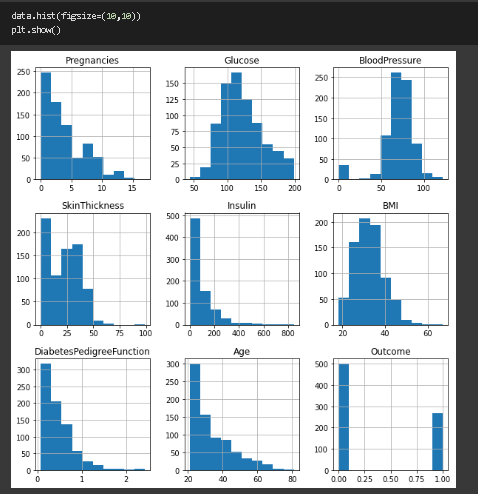 data.hist(figsize=(10,10))
plt.show()
Pregnancies
250
200
150
100
50
0
0 5 10 15
Glucose
150
125
100
75
50
25
0
50 100 150 200
BloodPressure
250
200
150
100
50
0
0 50 100
SkinThickness
200
150
100
50
0
0 25 50 75 100
Insulin
500
400
300
200
100
0
0 200 400 600 800
BMI
200
150
100
50
0
20 40 60
DiabetesPedigreeFunction
300
250
200
150
100
50
0
0 1 2
Age
300
250
200
150
100
50
0
20 40 60 80
Outcome
500
400
300
200
100
0
0.00 0.25 0.50 0.75 1.00